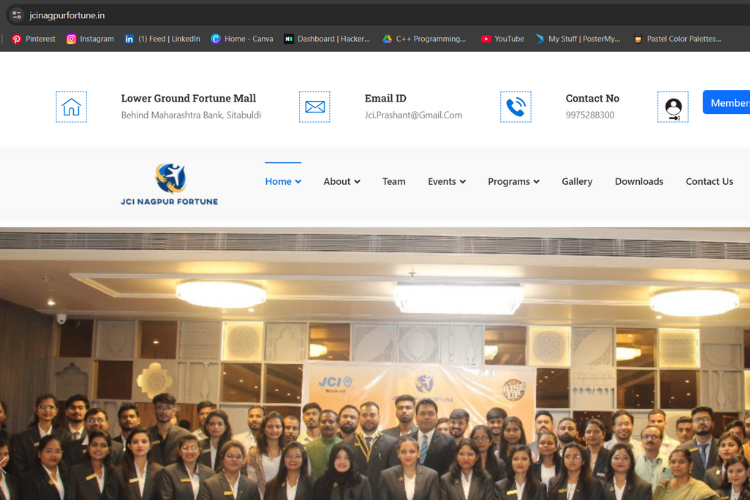 jcinagpurfortune.in
Pinterest Instagram (1) Feed | LinkedIn Home - Canva Dashboard | Hacker... C++ Programming... YouTube My Stuff | PosterMy... Pastel Color Palettes...
Lower Ground Fortune Mall
Behind Maharashtra Bank, Sitabuldi
Email ID
Jci.Prashant@Gmail.Com
Contact No
9975288300
Members
JCI NAGPUR FORTUNE
Home About Team Events Programs Gallery Downloads Contact Us
JCI